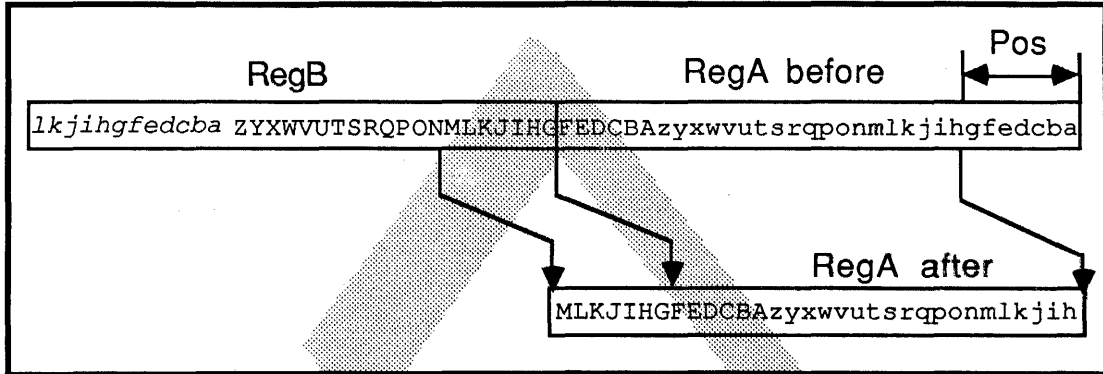 Pos
RegB RegA before
lkjihgfedcba ZYXWVUTSRQPONMLKJIHGFEDCBAzyxwvutsrqponmlkjihgfedcba
RegA after
MLKJIHGFEDCBAzyxwvutsrqponmlkjih